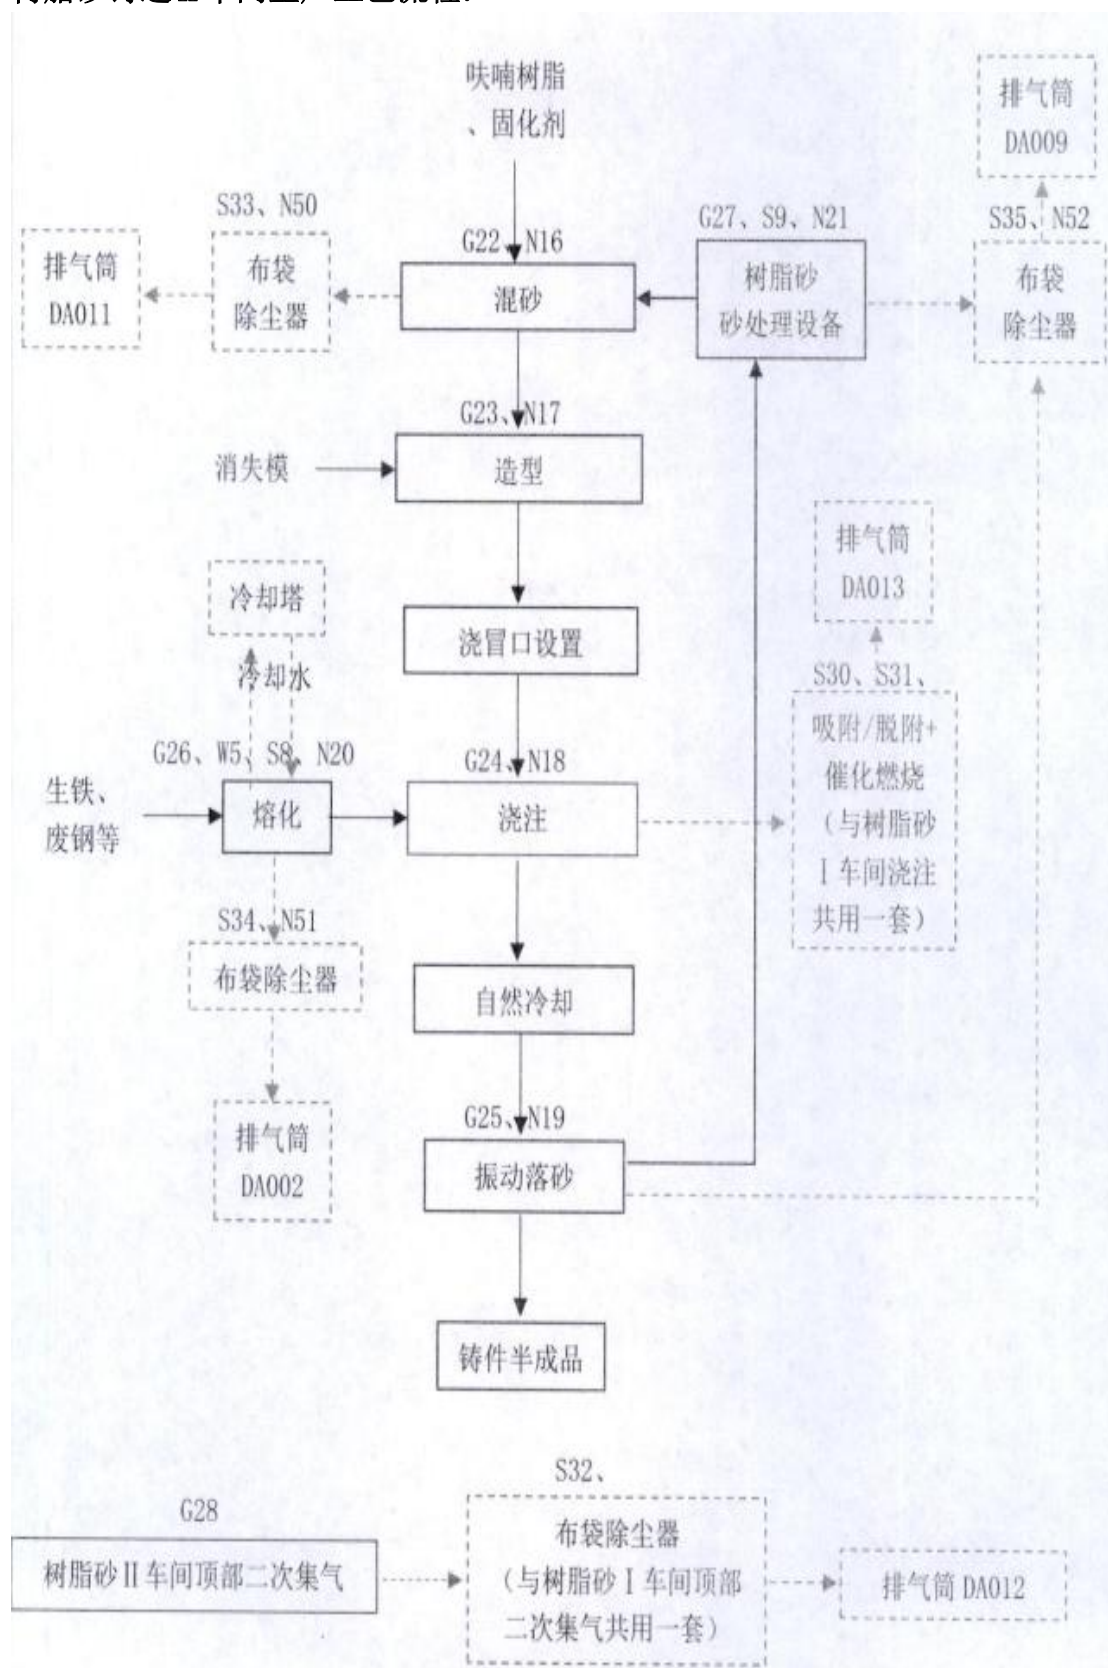 呋喃树脂
、固化剂
排气筒
DA009
S33、N50
G27、S9、N21
S35、N52
G22、N16
排气筒
DA011
布袋
除尘器
混砂
树脂砂
砂处理设备
布袋
除尘器
G23、N17
消失模
造型
排气筒
DA013
冷却塔
浇冒口设置
冷却水
S30、S31、
G26、W5、S8、N20
G24、N18
吸附/脱附+
催化燃烧
（与树脂砂
Ⅰ车间浇注
共用一套）
生铁、
废钢等
熔化
浇注
S34、N51
布袋除尘器
自然冷却
G25、N19
排气筒
DA002
振动落砂
铸件半成品
S32、
G28
树脂砂Ⅱ车间顶部二次集气
布袋除尘器
（与树脂砂Ⅰ车间顶部
二次集气共用一套）
排气筒 DA012